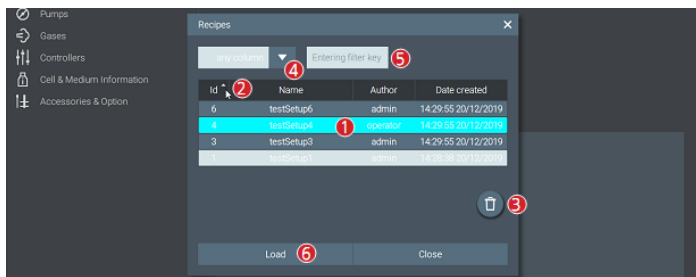 Pumps
Gases
Controllers
Cell & Medium Information
Accessories & Option
Recipes
any column
Entering filter key
5
4
Id 2 Name Author Date created
6 testSetup6 admin 14:29:55 20/12/2019
4 testSetup4 1 operator 14:29:55 20/12/2019
3 testSetup3 admin 14:29:55 20/12/2019
1 testSetup1 admin 14:28:38 20/12/2019
3
Load 6 Close